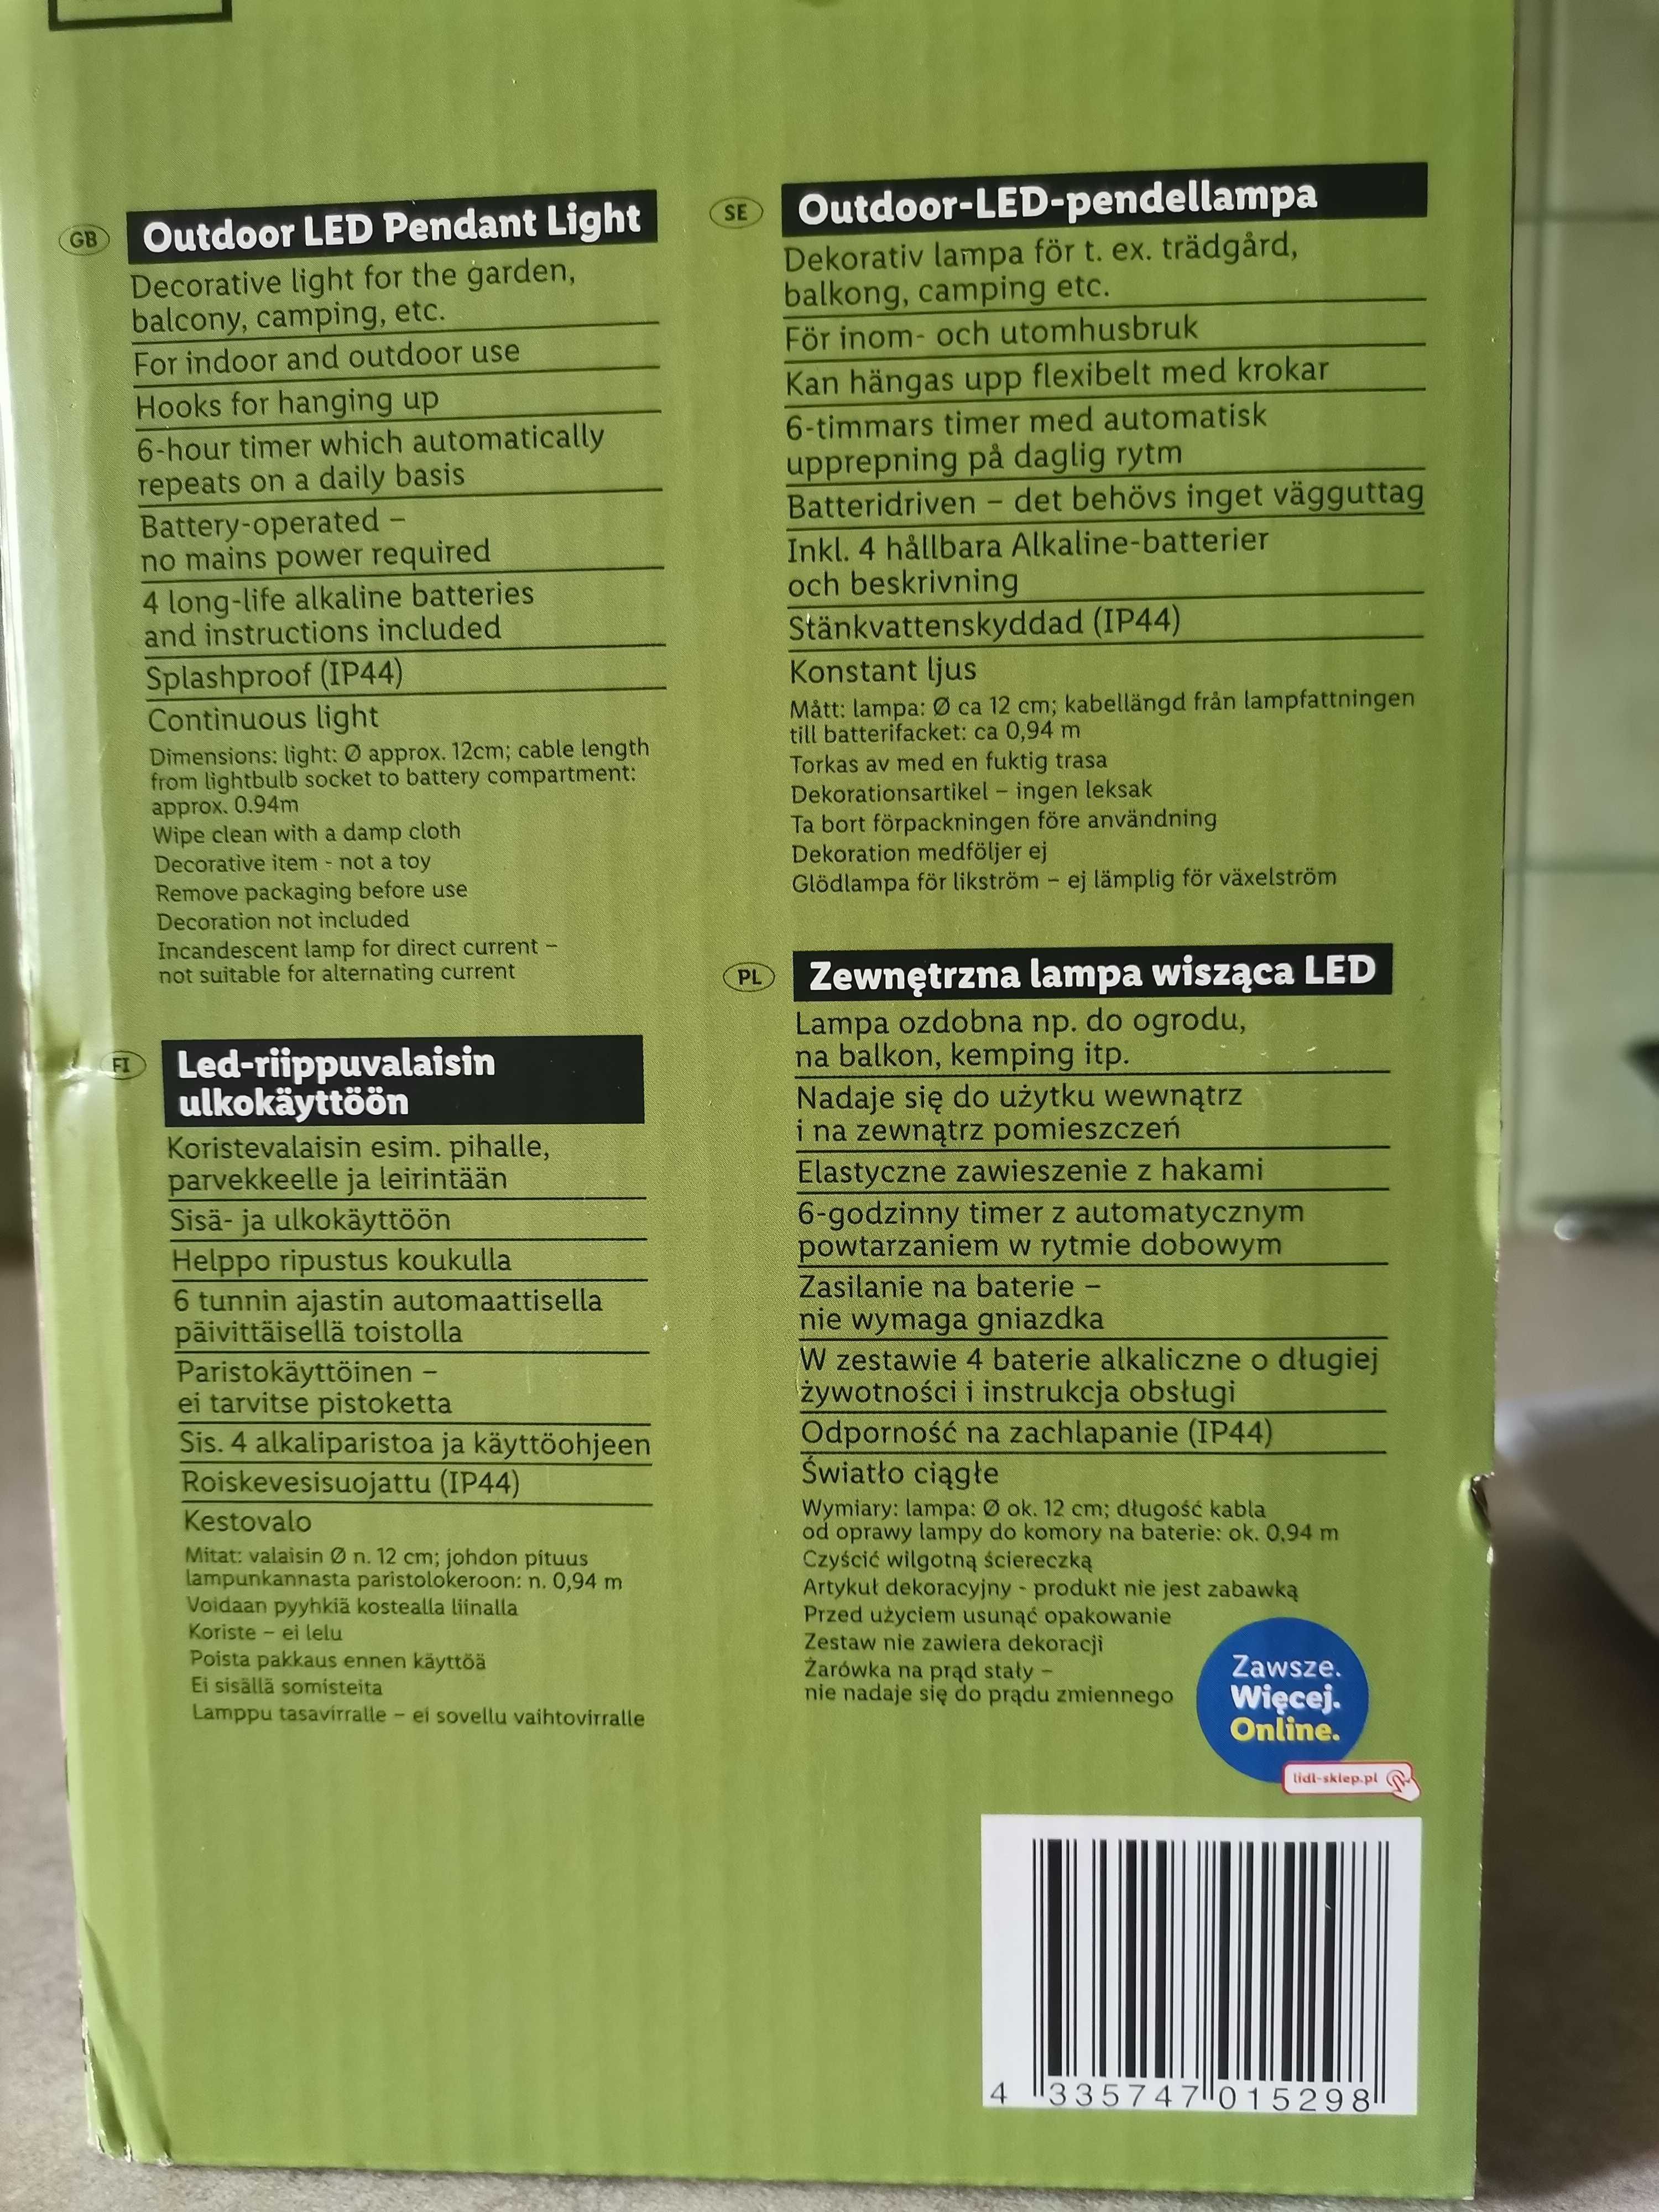 GB
Outdoor LED Pendant Light
Decorative light for the garden,
balcony, camping, etc.
For indoor and outdoor use
Hooks for hanging up
6-hour timer which automatically
repeats on a daily basis
Battery-operated –
no mains power required
4 long-life alkaline batteries
and instructions included
Splashproof (IP44)
Continuous light
Dimensions: light: Ø approx. 12cm; cable length
from lightbulb socket to battery compartment:
approx. 0.94m
Wipe clean with a damp cloth
Decorative item - not a toy
Remove packaging before use
Decoration not included
Incandescent lamp for direct current –
not suitable for alternating current
FI
Led-riippuvalaisin
ulkokäyttöön
Koristevalaisin esim. pihalle,
parvekkeelle ja leirintään
Sisä- ja ulkokäyttöön
Helppo ripustus koukulla
6 tunnin ajastin automaattisella
päivittäisellä toistolla
Paristokäyttöinen –
ei tarvitse pistoketta
Sis. 4 alkaliparistoa ja käyttöohjeen
Roiskevesisuojattu (IP44)
Kestovalo
Mitat: valaisin Ø n. 12 cm; johdon pituus
lampunkannasta paristolokeroon: n. 0,94 m
Voidaan pyyhkiä kostealla liinalla
Koriste – ei lelu
Poista pakkaus ennen käyttöä
Ei sisällä somisteita
Lamppu tasavirralle – ei sovellu vaihtovirralle
SE
Outdoor-LED-pendellampa
Dekorativ lampa för t. ex. trädgård,
balkong, camping etc.
För inom- och utomhusbruk
Kan hängas upp flexibelt med krokar
6-timmars timer med automatisk
upprepning på daglig rytm
Batteridriven – det behövs inget vägguttag
Inkl. 4 hållbara Alkaline-batterier
och beskrivning
Stänkvattenskyddad (IP44)
Konstant ljus
Mått: lampa: Ø ca 12 cm; kabellängd från lampfattningen
till batterifacket: ca 0,94 m
Torkas av med en fuktig trasa
Dekorationsartikel – ingen leksak
Ta bort förpackningen före användning
Dekoration medföljer ej
Glödlampa för likström – ej lämplig för växelström
PL
Zewnętrzna lampa wisząca LED
Lampa ozdobna np. do ogrodu,
na balkon, kemping itp.
Nadaje się do użytku wewnątrz
i na zewnątrz pomieszczeń
Elastyczne zawieszenie z hakami
6-godzinny timer z automatycznym
powtarzaniem w rytmie dobowym
Zasilanie na baterie –
nie wymaga gniazdka
W zestawie 4 baterie alkaliczne o długiej
żywotności i instrukcja obsługi
Odporność na zachlapanie (IP44)
Światło ciągłe
Wymiary: lampa: Ø ok. 12 cm; długość kabla
od oprawy lampy do komory na baterie: ok. 0,94 m
Czyścić wilgotną ściereczką
Artykuł dekoracyjny - produkt nie jest zabawką
Przed użyciem usunąć opakowanie
Zestaw nie zawiera dekoracji
Żarówka na prąd stały –
nie nadaje się do prądu zmiennego
Zawsze.
Więcej.
Online.
lidl-sklep.pl
4 335747 015298